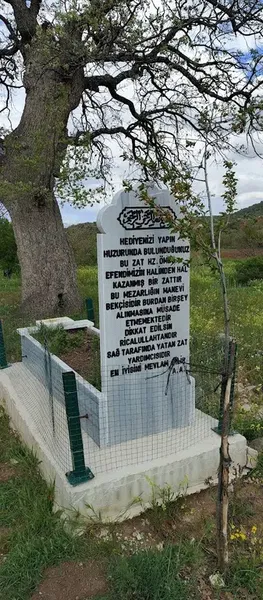 HEDİYENİZİ YAPIN
HUZURUNDA BULUNDUĞUNUZ
BU ZAT HZ. ÖM
EFENDİMİZİN HALİNDEN HAL
KAZANMIŞ BİR ZATTIR
BU MEZARLIĞIN MANEVİ
BEKÇİSİDİR BURDAN BİRŞEY
ALINMASINA MÜSADE
ETMEMEKTEDİR
DİKKAT EDİLSİN
RİCALULLAHTANDIR
SAĞ TARAFINDA YATAN ZAT
YARDIMCISIDIR
EN İYİSİNİ MEVLAM